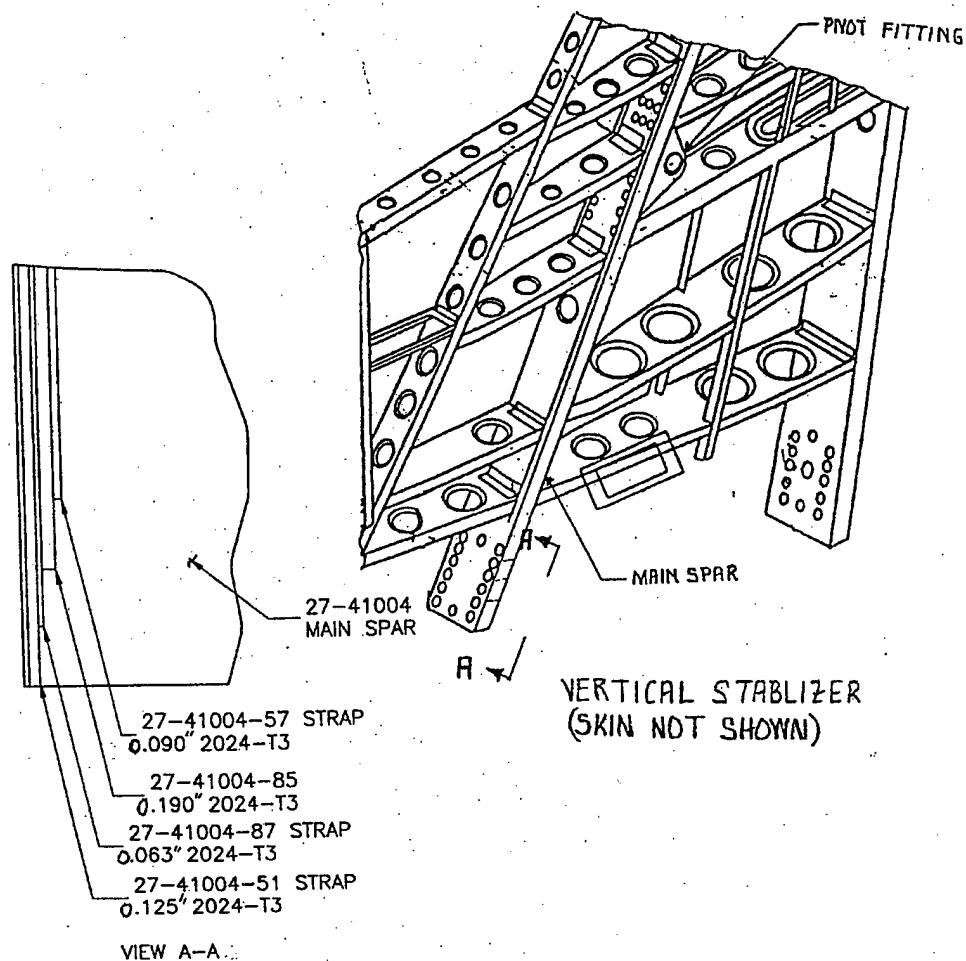 PIVOT FITTING
27-41004
MAIN SPAR
MAIN SPAR
A
A
VERTICAL STABLIZER
(SKIN NOT SHOWN)
27-41004-57 STRAP
0.090" 2024-T3
27-41004-85
0.190" 2024-T3
27-41004-87 STRAP
0.063" 2024-T3
27-41004-51 STRAP
0.125" 2024-T3
VIEW A-A